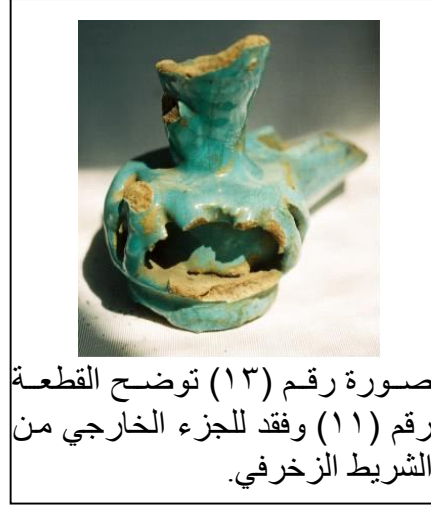 صورة رقم (١٣) توضح القطعة
رقم (١١) وفقد للجزء الخارجي من
الشريط الزخرفي.